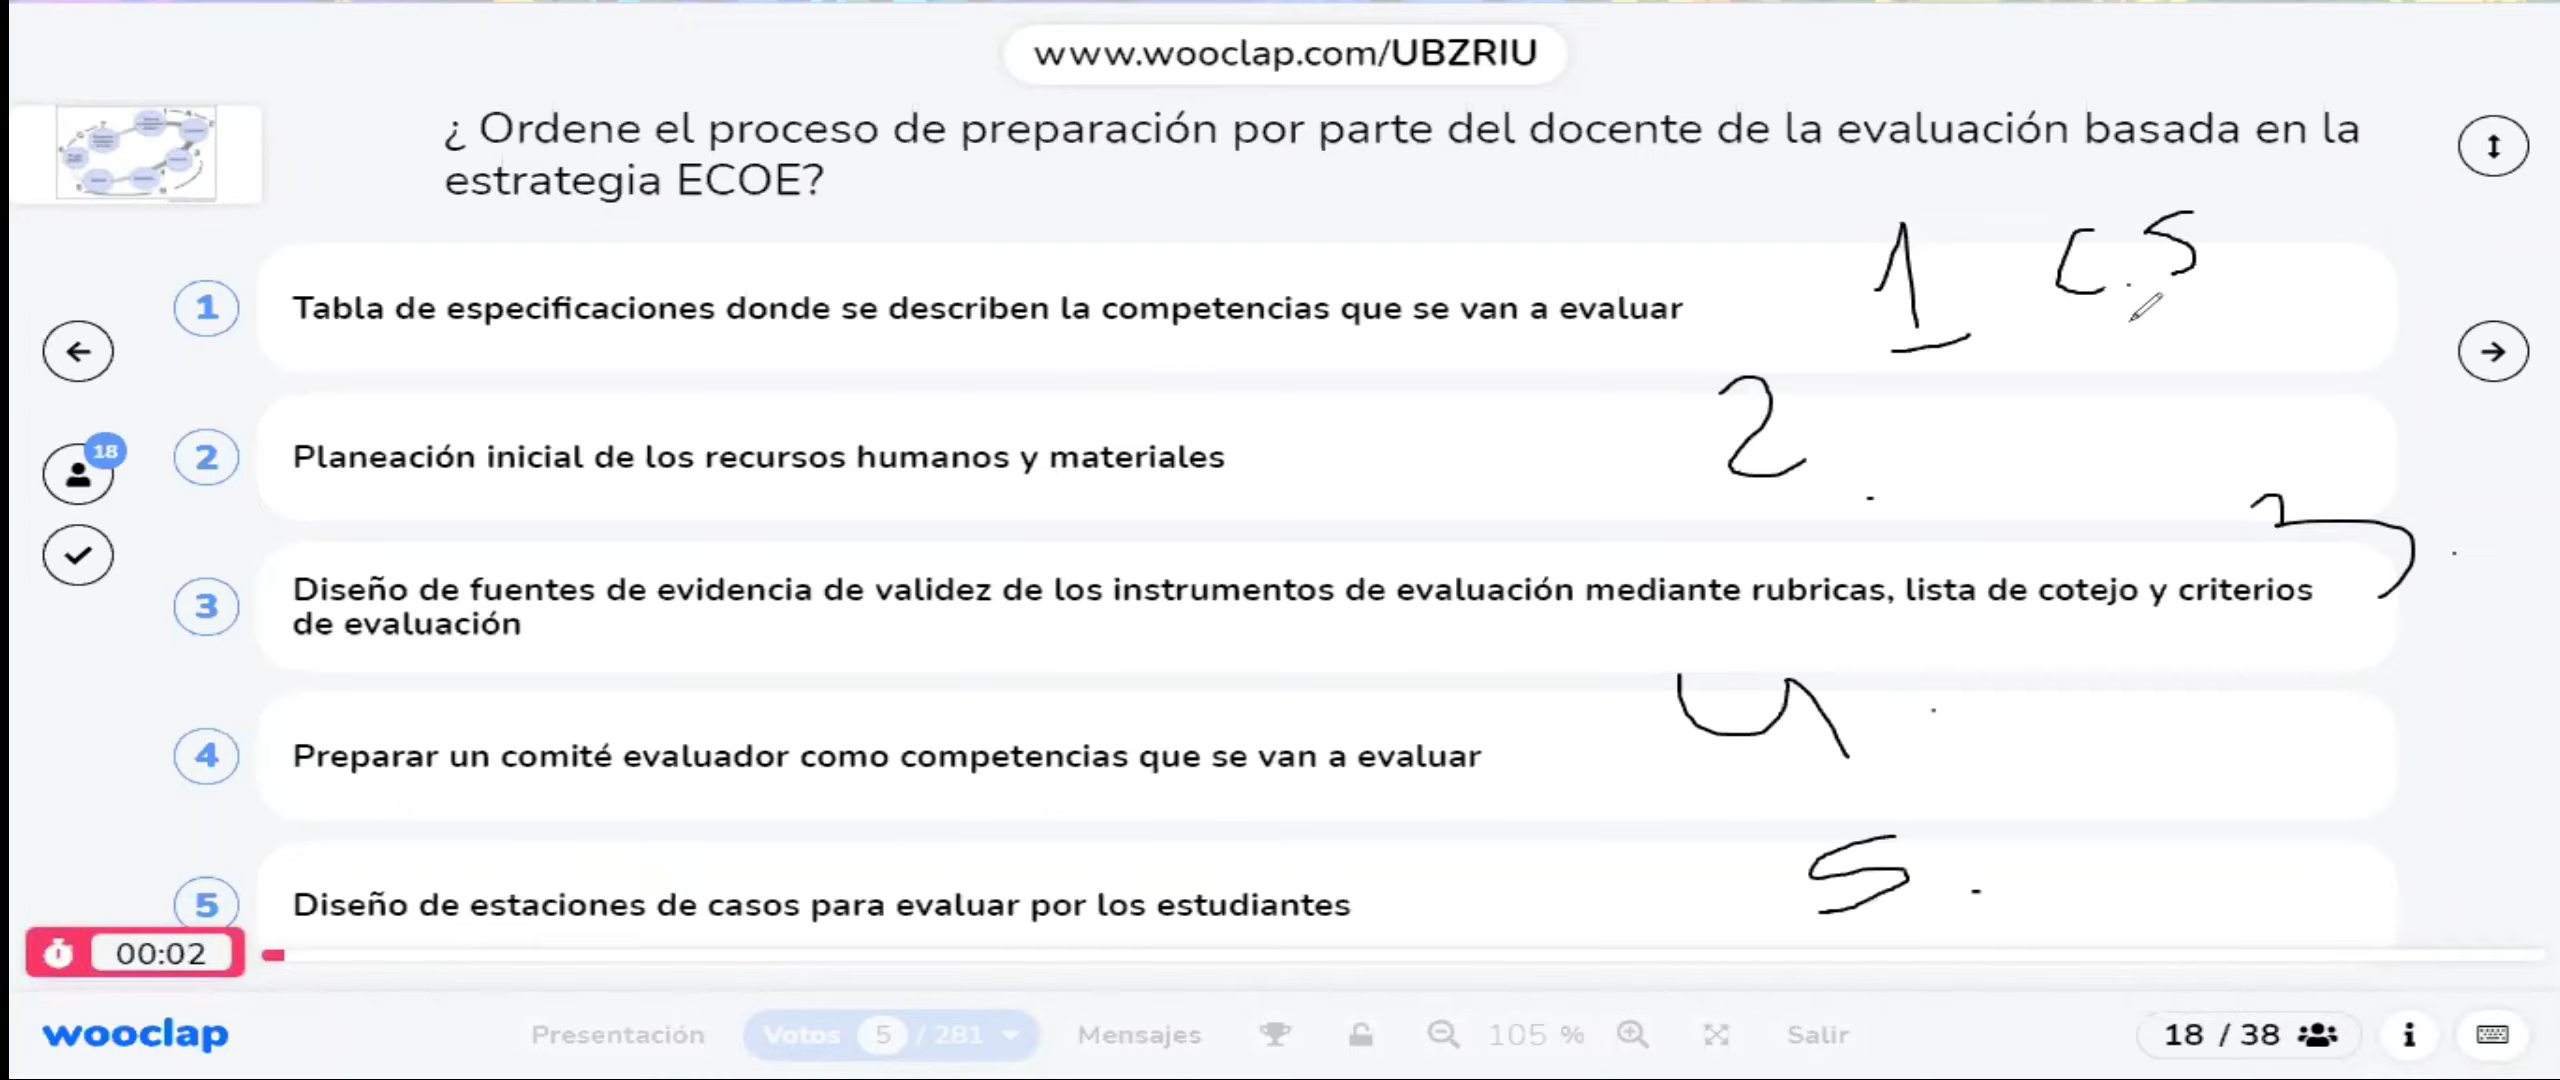 www.wooclap.com/UBZRIU
¿ Ordene el proceso de preparación por parte del docente de la evaluación basada en la
estrategia ECOE?
1 Tabla de especificaciones donde se describen la competencias que se van a evaluar 1 C.S
2 Planeación inicial de los recursos humanos y materiales 2
18
3 Diseño de fuentes de evidencia de validez de los instrumentos de evaluación mediante rubricas, lista de cotejo y criterios 3
de evaluación
4 Preparar un comité evaluador como competencias que se van a evaluar 4
5 Diseño de estaciones de casos para evaluar por los estudiantes 5
00:02
wooclap Presentación Votos 5 / 281 Mensajes 105 % Salir 18 / 38 i